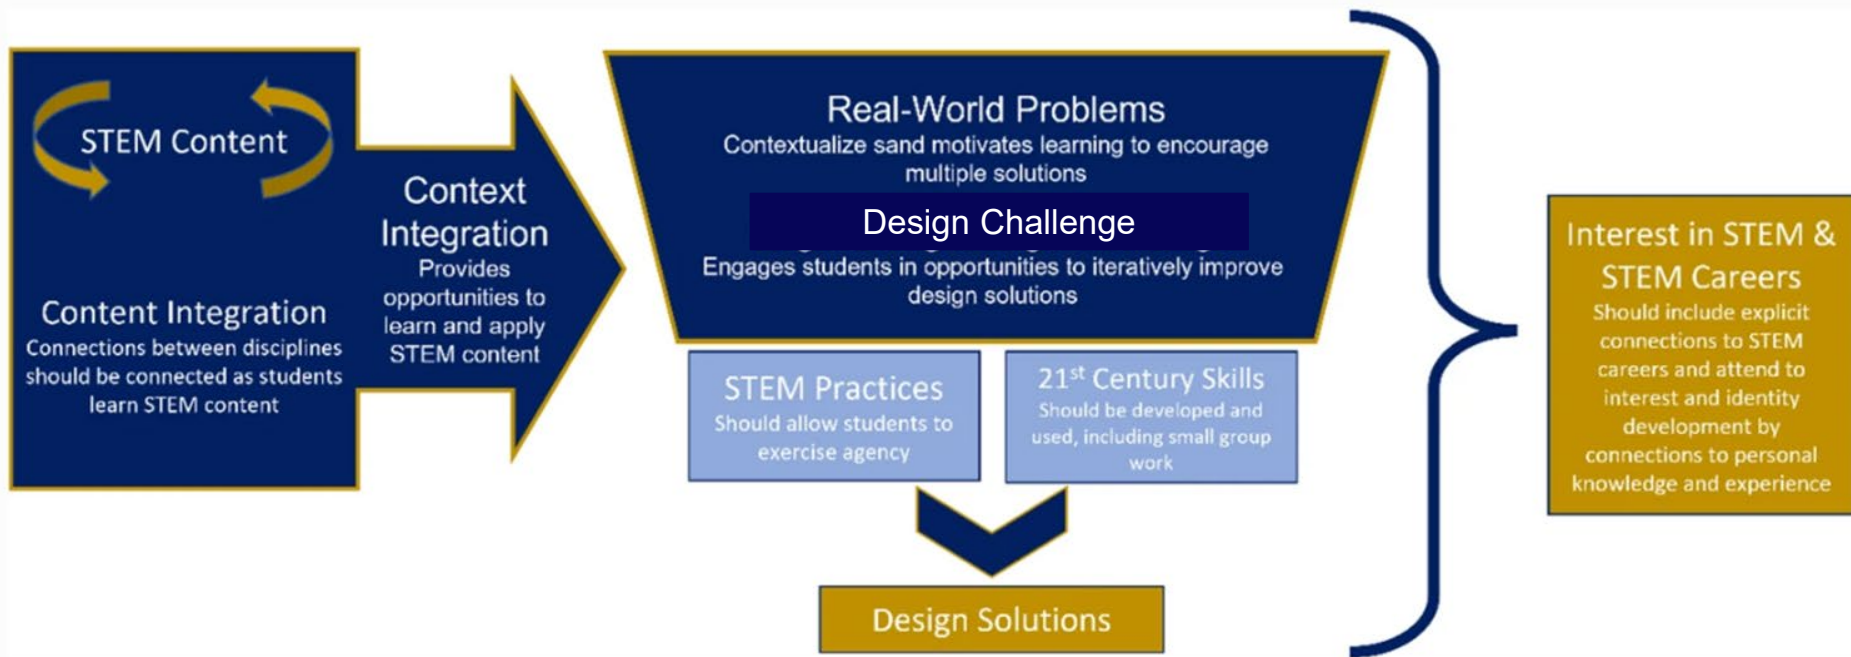 STEM Content
Content Integration
Connections between disciplines
should be connected as students
learn STEM content
Context
Integration
Provides
opportunities to
learn and apply
STEM content
Real-World Problems
Contextualize sand motivates learning to encourage
multiple solutions
Design Challenge
Engages students in opportunities to iteratively improve
design solutions
STEM Practices
Should allow students to
exercise agency
21st Century Skills
Should be developed and
used, including small group
work
Design Solutions
Interest in STEM &
STEM Careers
Should include explicit
connections to STEM
careers and attend to
interest and identity
development by
connections to personal
knowledge and experience